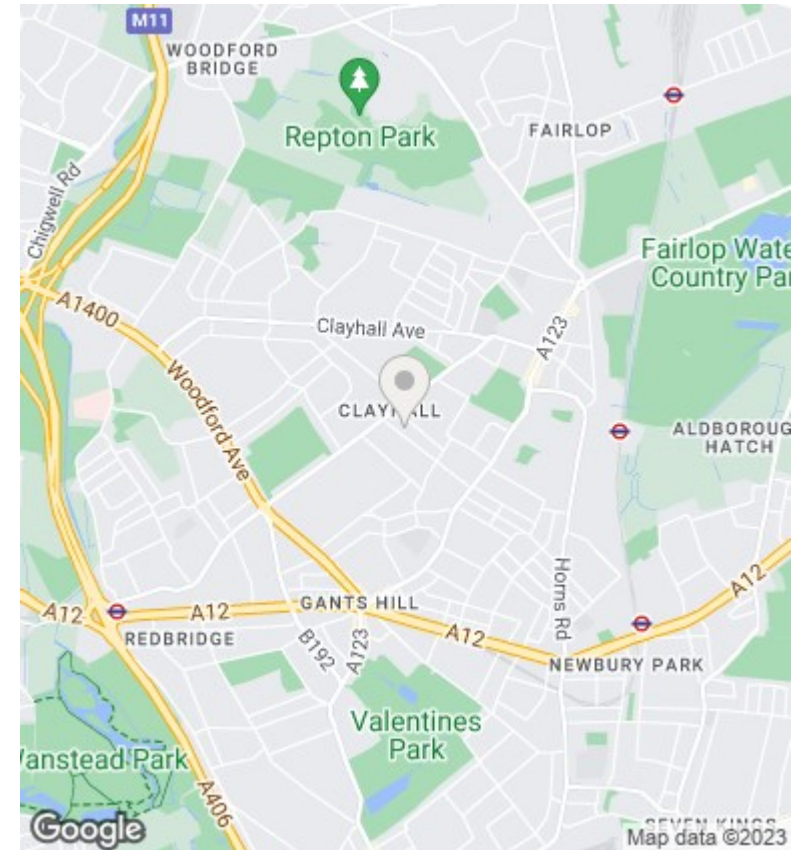 M11
WOODFORD
BRIDGE
Repton Park
FAIRLOP
Chigwell Rd
Fairlop Wate
Country Par
A1400
Clayhall Ave
A123
Woodford Ave
CLAYHALL
ALDBOROUG
HATCH
Horns Rd
A12
A12
A12
GANTS HILL
REDBRIDGE
A12
B192
A123
NEWBURY PARK
Valentines
Park
Wanstead Park
A406
SEVEN KINGS
Google
Map data ©2023